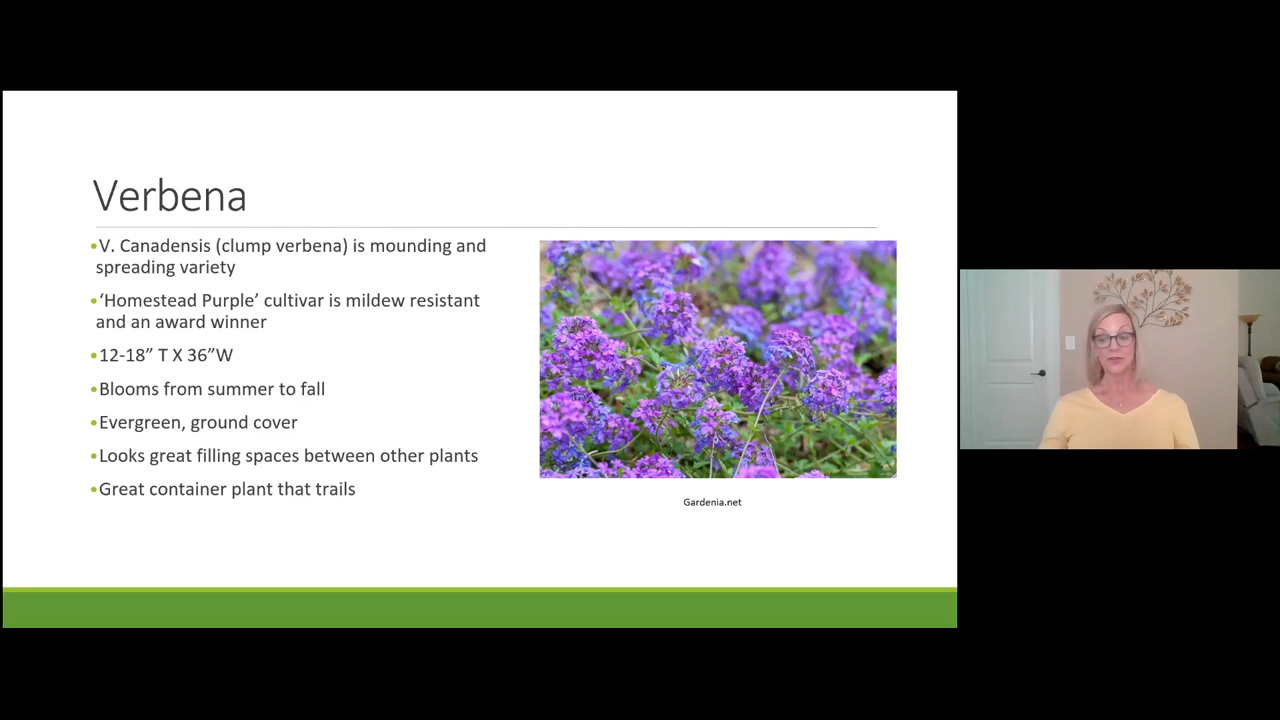 Verbena
•V. Canadensis (clump verbena) is mounding and
spreading variety
•‘Homestead Purple’ cultivar is mildew resistant
and an award winner
•12-18” T X 36”W
•Blooms from summer to fall
•Evergreen, ground cover
•Looks great filling spaces between other plants
•Great container plant that trails
Gardenia.net